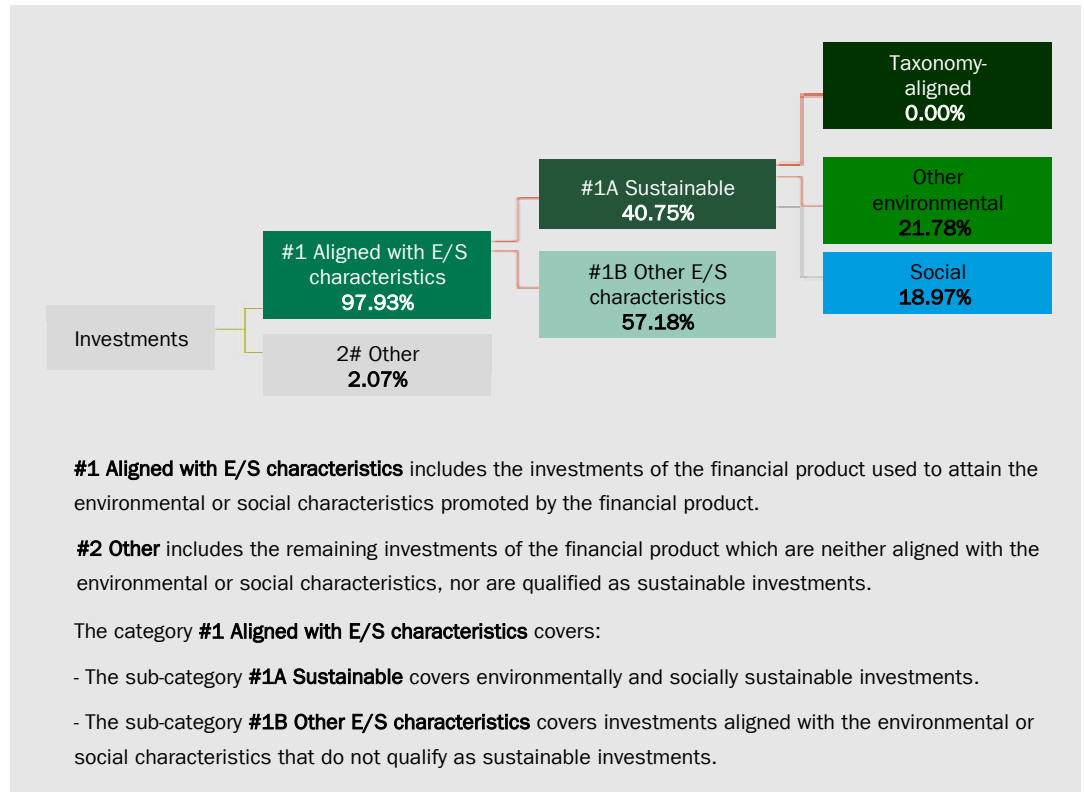 Taxonomy-
aligned
0.00%
#1A Sustainable
40.75%
Other
environmental
21.78%
#1 Aligned with E/S
characteristics
97.93%
#1B Other E/S
characteristics
57.18%
Social
18.97%
Investments
2# Other
2.07%
#1 Aligned with E/S characteristics includes the investments of the financial product used to attain the
environmental or social characteristics promoted by the financial product.
#2 Other includes the remaining investments of the financial product which are neither aligned with the
environmental or social characteristics, nor are qualified as sustainable investments.
The category #1 Aligned with E/S characteristics covers:
- The sub-category #1A Sustainable covers environmentally and socially sustainable investments.
- The sub-category #1B Other E/S characteristics covers investments aligned with the environmental or
social characteristics that do not qualify as sustainable investments.